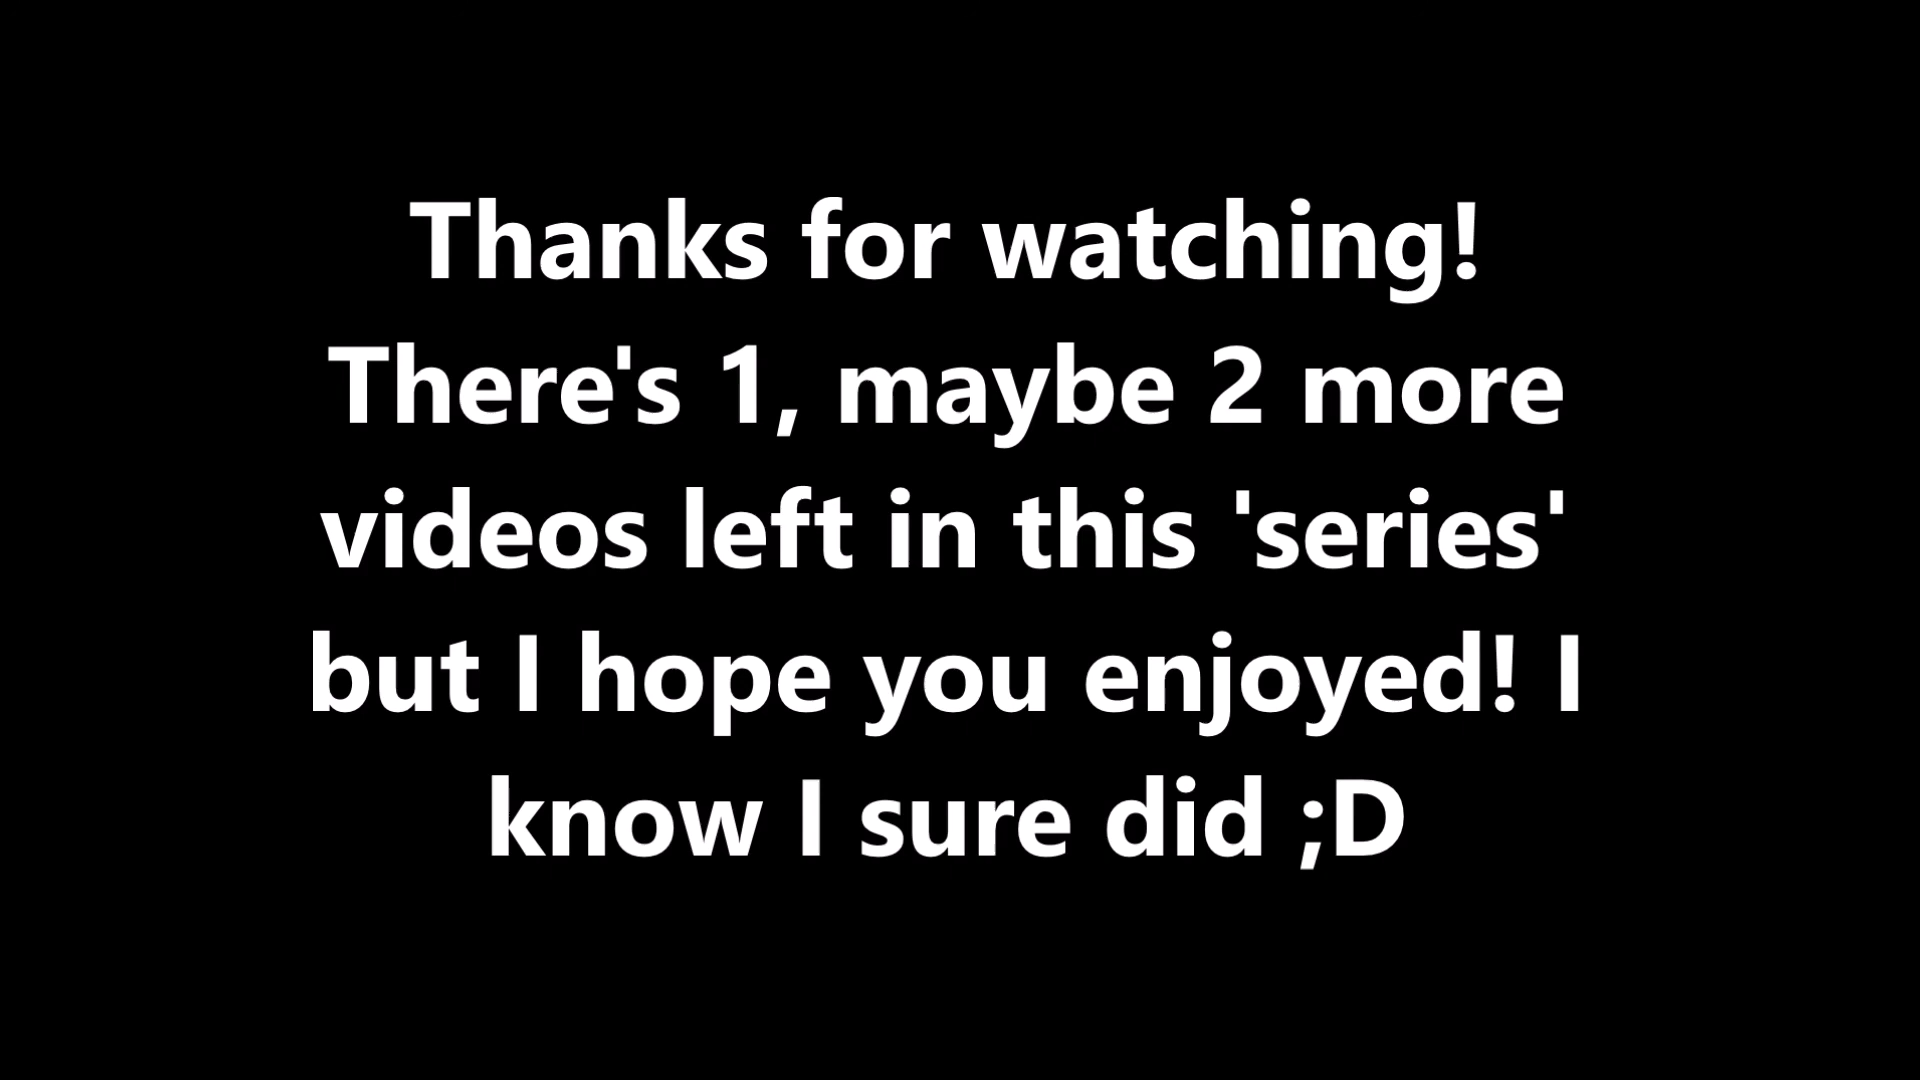 Thanks for watching!
There's 1, maybe 2 more
videos left in this 'series'
but I hope you enjoyed! I
know I sure did ;D